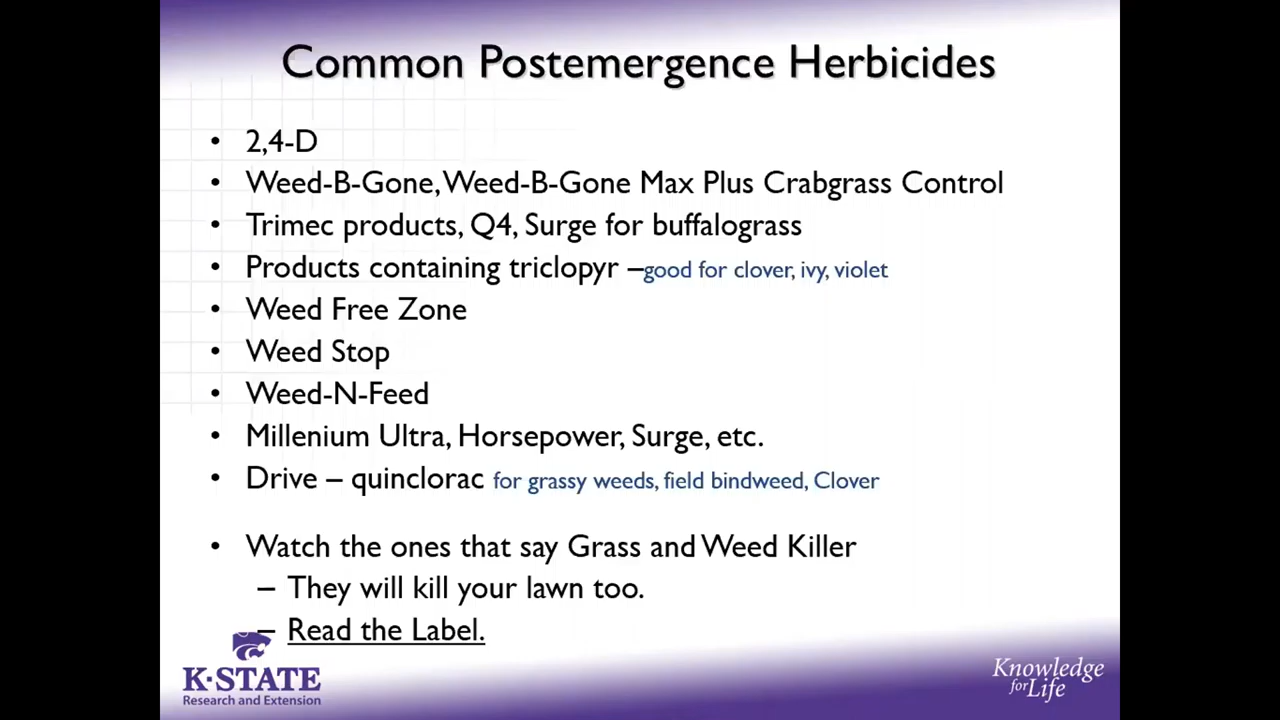 Common Postemergence Herbicides
• 2,4-D
• Weed-B-Gone, Weed-B-Gone Max Plus Crabgrass Control
• Trimec products, Q4, Surge for buffalograss
• Products containing triclopyr –good for clover, ivy, violet
• Weed Free Zone
• Weed Stop
• Weed-N-Feed
• Millenium Ultra, Horsepower, Surge, etc.
• Drive – quinclorac for grassy weeds, field bindweed, Clover
• Watch the ones that say Grass and Weed Killer
– They will kill your lawn too.
– Read the Label.
K·STATE
Research and Extension
Knowledge
for Life